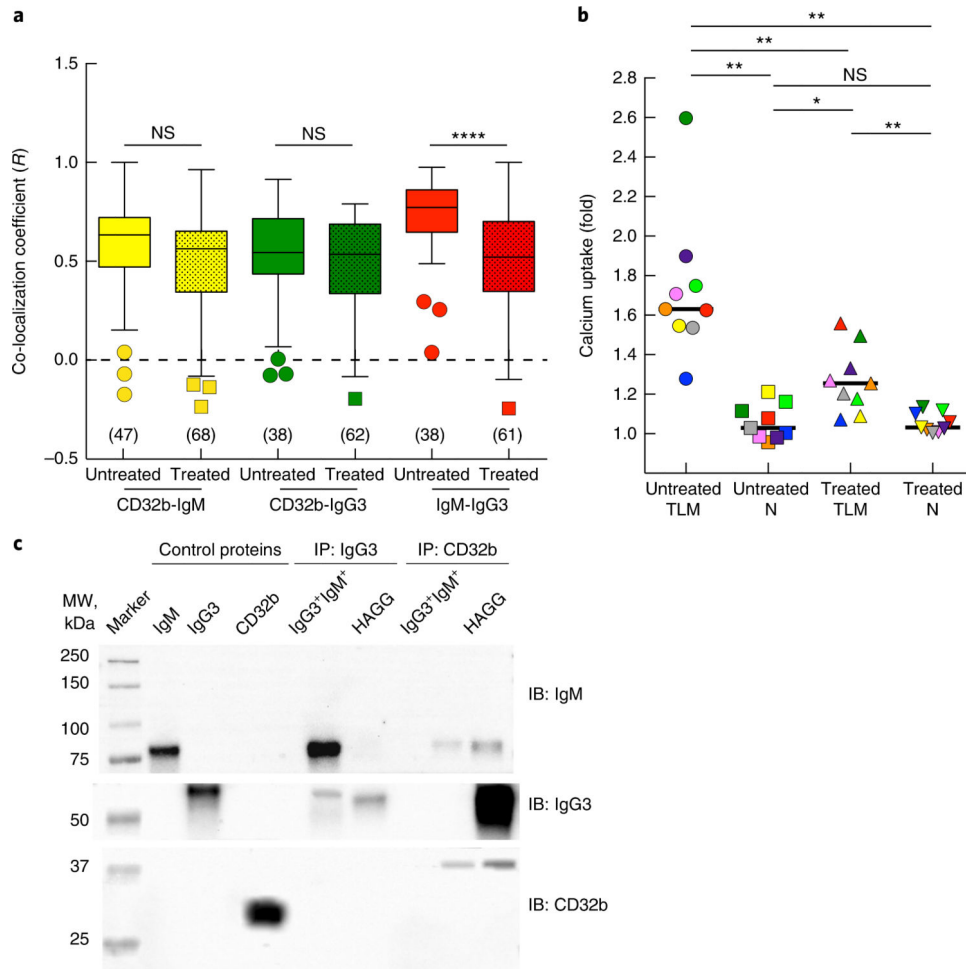 a
1.5
1.0
0.5
0.0
–0.5
Co-localization coefficient (R)
NS
NS
****
(47)
(68)
(38)
(62)
(38)
(61)
Untreated Treated Untreated Treated Untreated Treated
CD32b-IgM
CD32b-IgG3
IgM-IgG3
b
**
**
**
NS
*
**
2.8
2.6
2.4
2.2
2.0
1.8
1.6
1.4
1.2
1.0
Calcium uptake (fold)
Untreated TLM
Untreated N
Treated TLM
Treated N
c
Control proteins
IP: IgG3
IP: CD32b
MW, kDa
Marker
IgM
IgG3
CD32b
IgG3+IgM+
HAGG
IgG3+IgM+
HAGG
250
150
100
75
IB: IgM
50
IB: IgG3
37
25
IB: CD32b